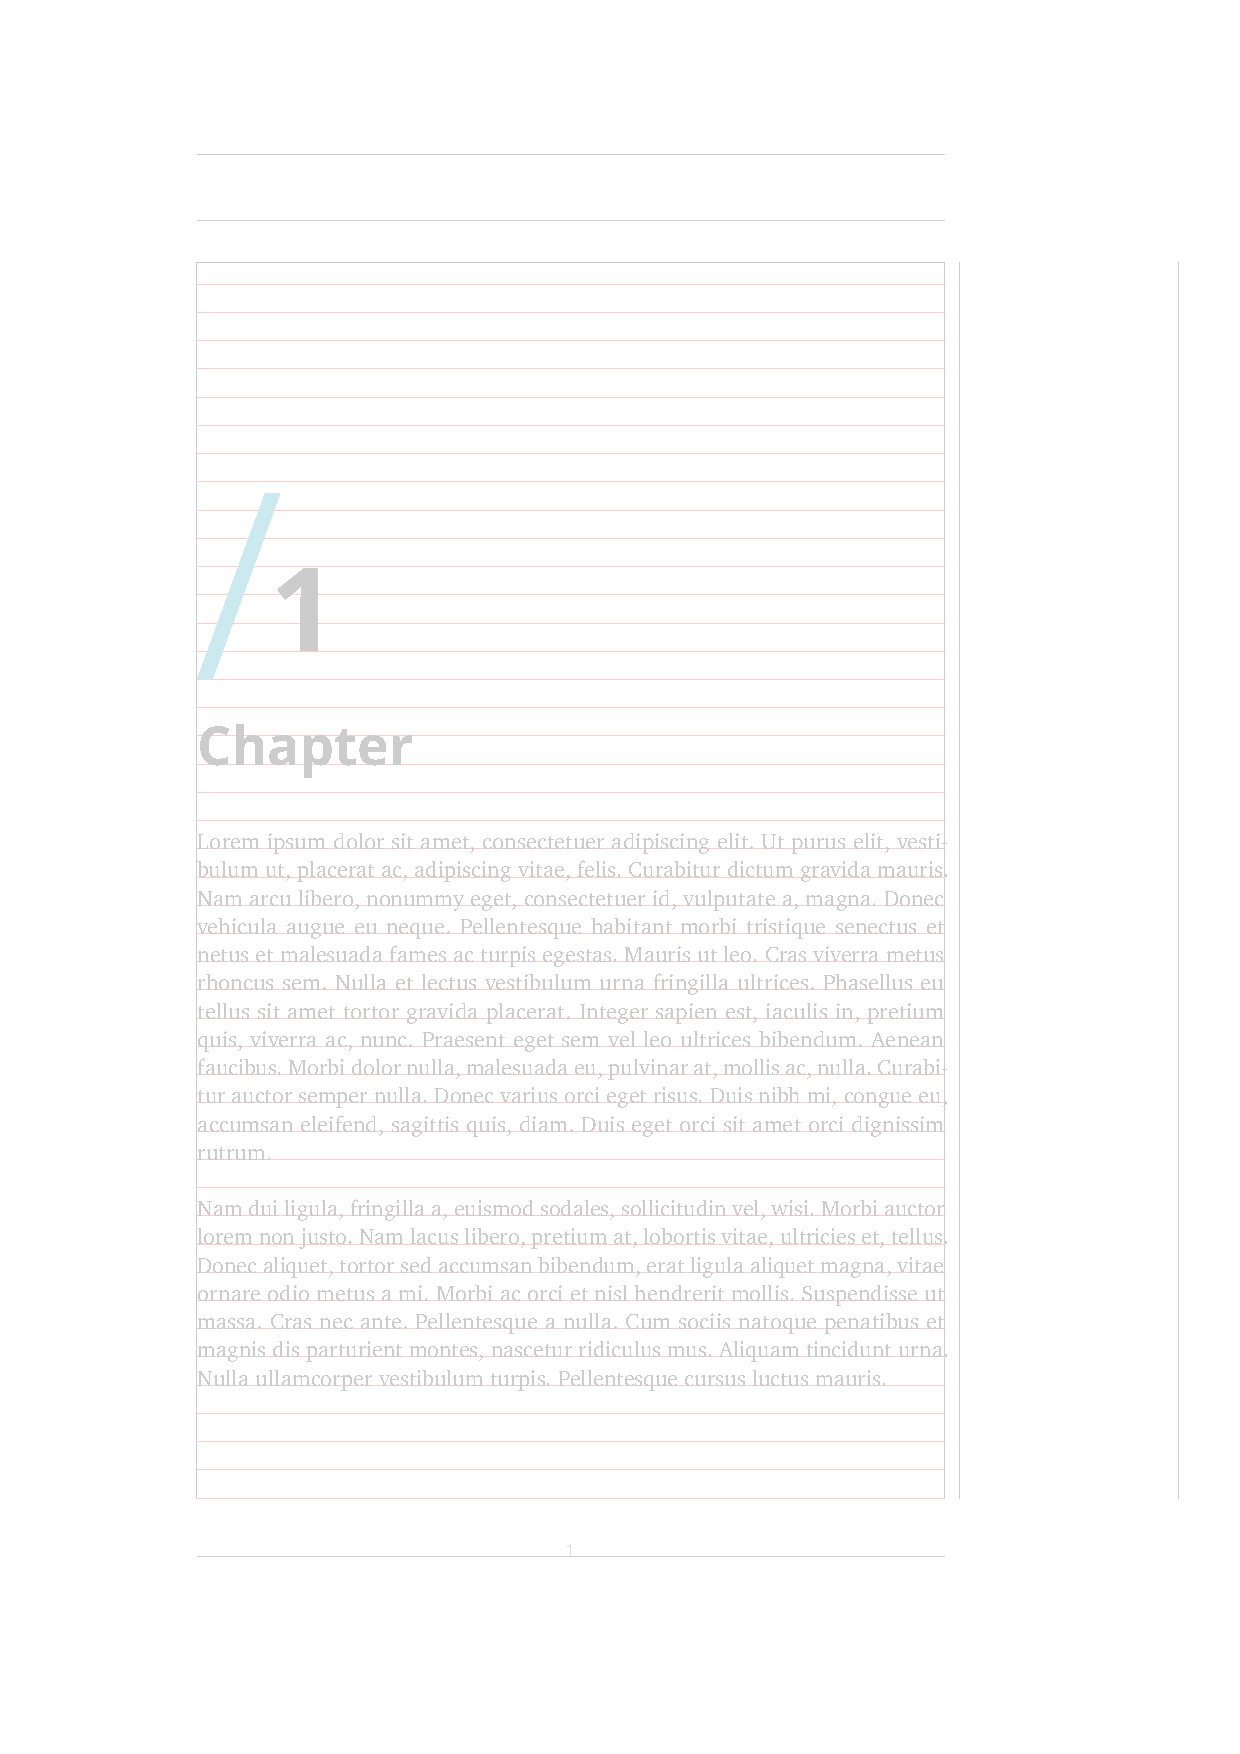 /1
Chapter
Lorem ipsum dolor sit amet, consectetuer adipiscing elit. Ut purus elit, vesti-
bulum ut, placerat ac, adipiscing vitae, felis. Curabitur dictum gravida mauris.
Nam arcu libero, nonummy eget, consectetuer id, vulputate a, magna. Donec
vehicula augue eu neque. Pellentesque habitant morbi tristique senectus et
netus et malesuada fames ac turpis egestas. Mauris ut leo. Cras viverra metus
rhoncus sem. Nulla et lectus vestibulum urna fringilla ultrices. Phasellus eu
tellus sit amet tortor gravida placerat. Integer sapien est, iaculis in, pretium
quis, viverra ac, nunc. Praesent eget sem vel leo ultrices bibendum. Aenean
faucibus. Morbi dolor nulla, malesuada eu, pulvinar at, mollis ac, nulla. Curabi-
tur auctor semper nulla. Donec varius orci eget risus. Duis nibh mi, congue eu,
accumsan eleifend, sagittis quis, diam. Duis eget orci sit amet orci dignissim
rutrum.
Nam dui ligula, fringilla a, euismod sodales, sollicitudin vel, wisi. Morbi auctor
lorem non justo. Nam lacus libero, pretium at, lobortis vitae, ultricies et, tellus.
Donec aliquet, tortor sed accumsan bibendum, erat ligula aliquet magna, vitae
ornare odio metus a mi. Morbi ac orci et nisl hendrerit mollis. Suspendisse ut
massa. Cras nec ante. Pellentesque a nulla. Cum sociis natoque penatibus et
magnis dis parturient montes, nascetur ridiculus mus. Aliquam tincidunt urna.
Nulla ullamcorper vestibulum turpis. Pellentesque cursus luctus mauris.
1